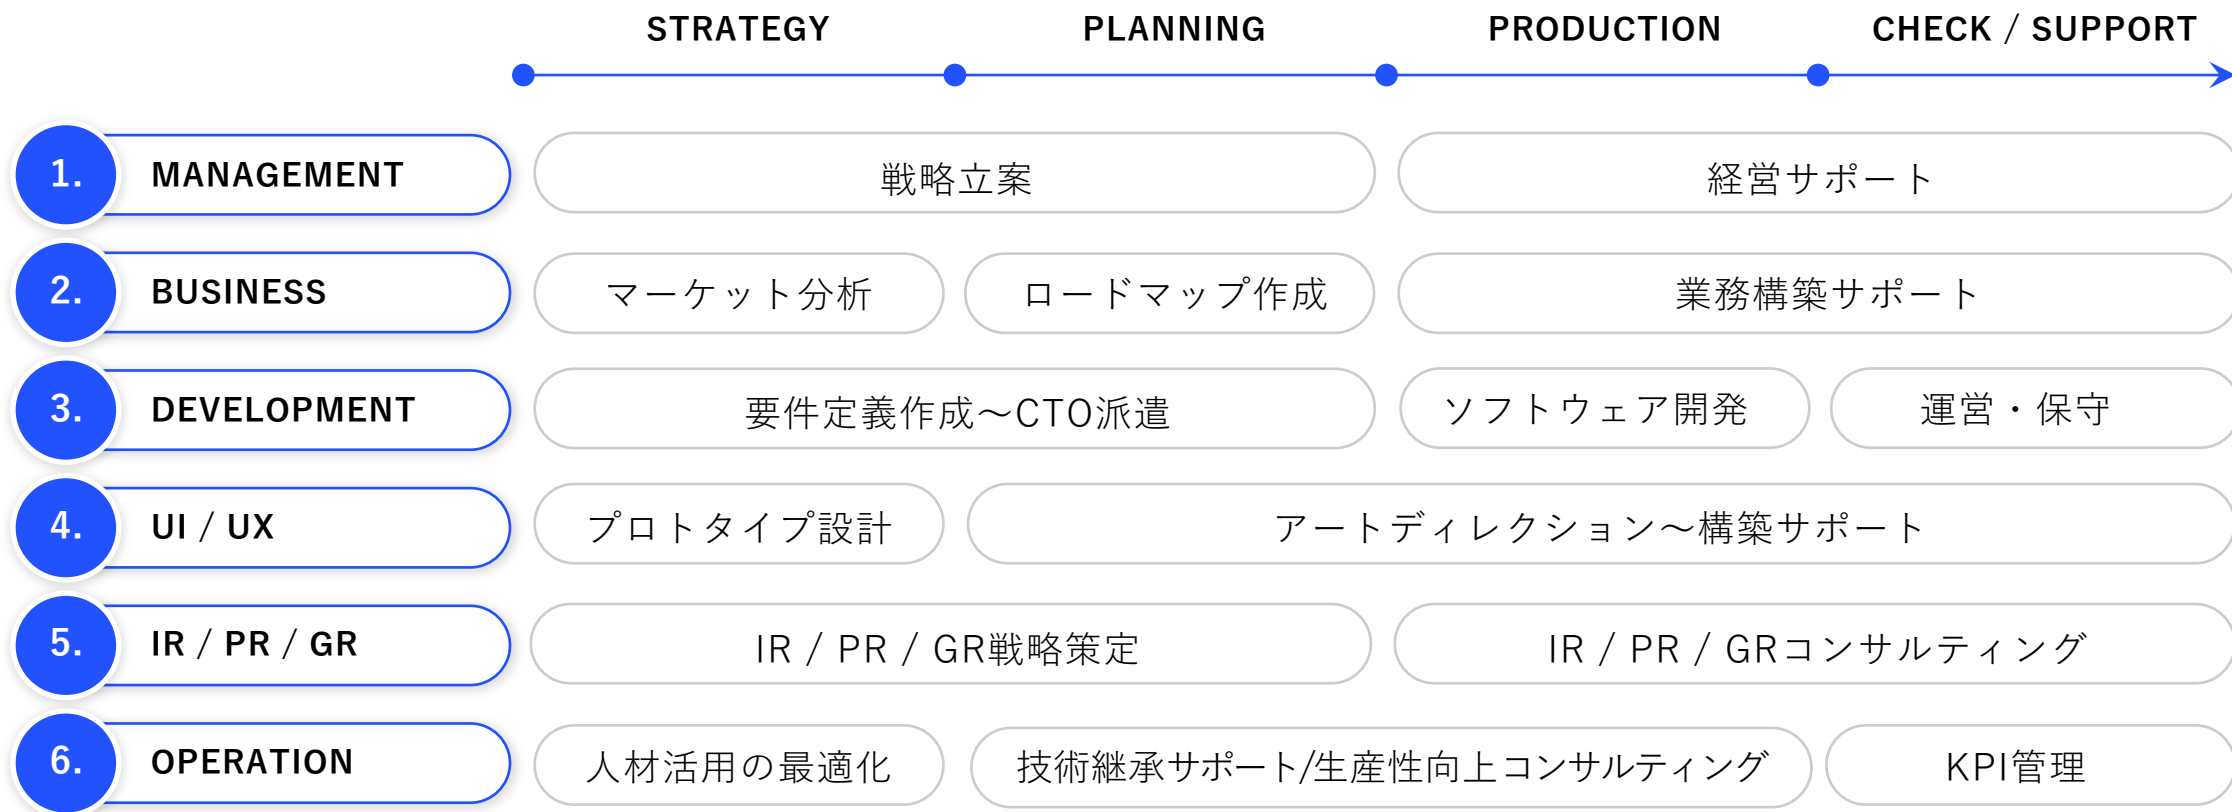 STRATEGY PLANNING PRODUCTION CHECK / SUPPORT
1. MANAGEMENT 戦略立案 経営サポート
2. BUSINESS マーケット分析 ロードマップ作成 業務構築サポート
3. DEVELOPMENT 要件定義作成～CTO派遣 ソフトウェア開発 運営・保守
4. UI / UX プロトタイプ設計 アートディレクション～構築サポート
5. IR / PR / GR IR / PR / GR戦略策定 IR / PR / GRコンサルティング
6. OPERATION 人材活用の最適化 技術継承サポート/生産性向上コンサルティング KPI管理